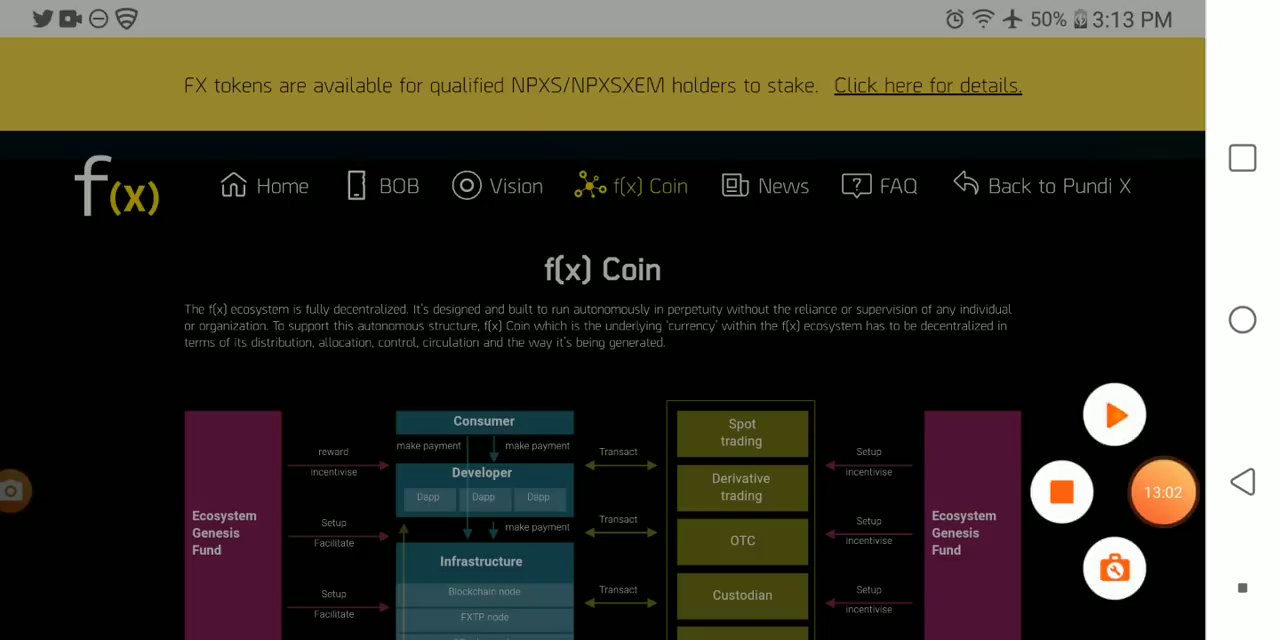 50% 3:13 PM
FX tokens are available for qualified NPXS/NPXSXEM holders to stake. Click here for details.
f(x) Home BOB Vision f(x) Coin News FAQ Back to Pundi X
f(x) Coin
The f(x) ecosystem is fully decentralized. It's designed and built to run autonomously in perpetuity without the reliance or supervision of any individual
or organization. To support this autonomous structure, f(x) Coin which is the underlying 'currency' within the f(x) ecosystem has to be decentralized in
terms of its distribution, allocation, control, circulation and the way it's being generated.
Ecosystem
Genesis
Fund
reward
incentivise
Setup
Facilitate
Setup
Facilitate
Consumer
make payment make payment
Developer
Dapp Dapp Dapp
make payment
Infrastructure
Blockchain node
FXTP node
Transact
Transact
Transact
Spot
trading
Derivative
trading
OTC
Custodian
Setup
incentivise
Setup
incentivise
Setup
incentivise
Ecosystem
Genesis
Fund
13:02